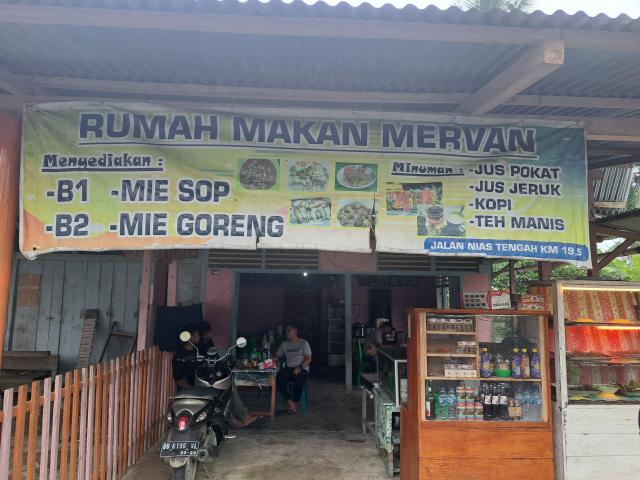 RUMAH MAKAN MERVAN
Menyediakan :
-B1 -MIE SOP
-B2 -MIE GORENG
Minuman : -JUS POKAT
-JUS JERUK
-KOPI
-TEH MANIS
JALAN NIAS TENGAH KM 19,5